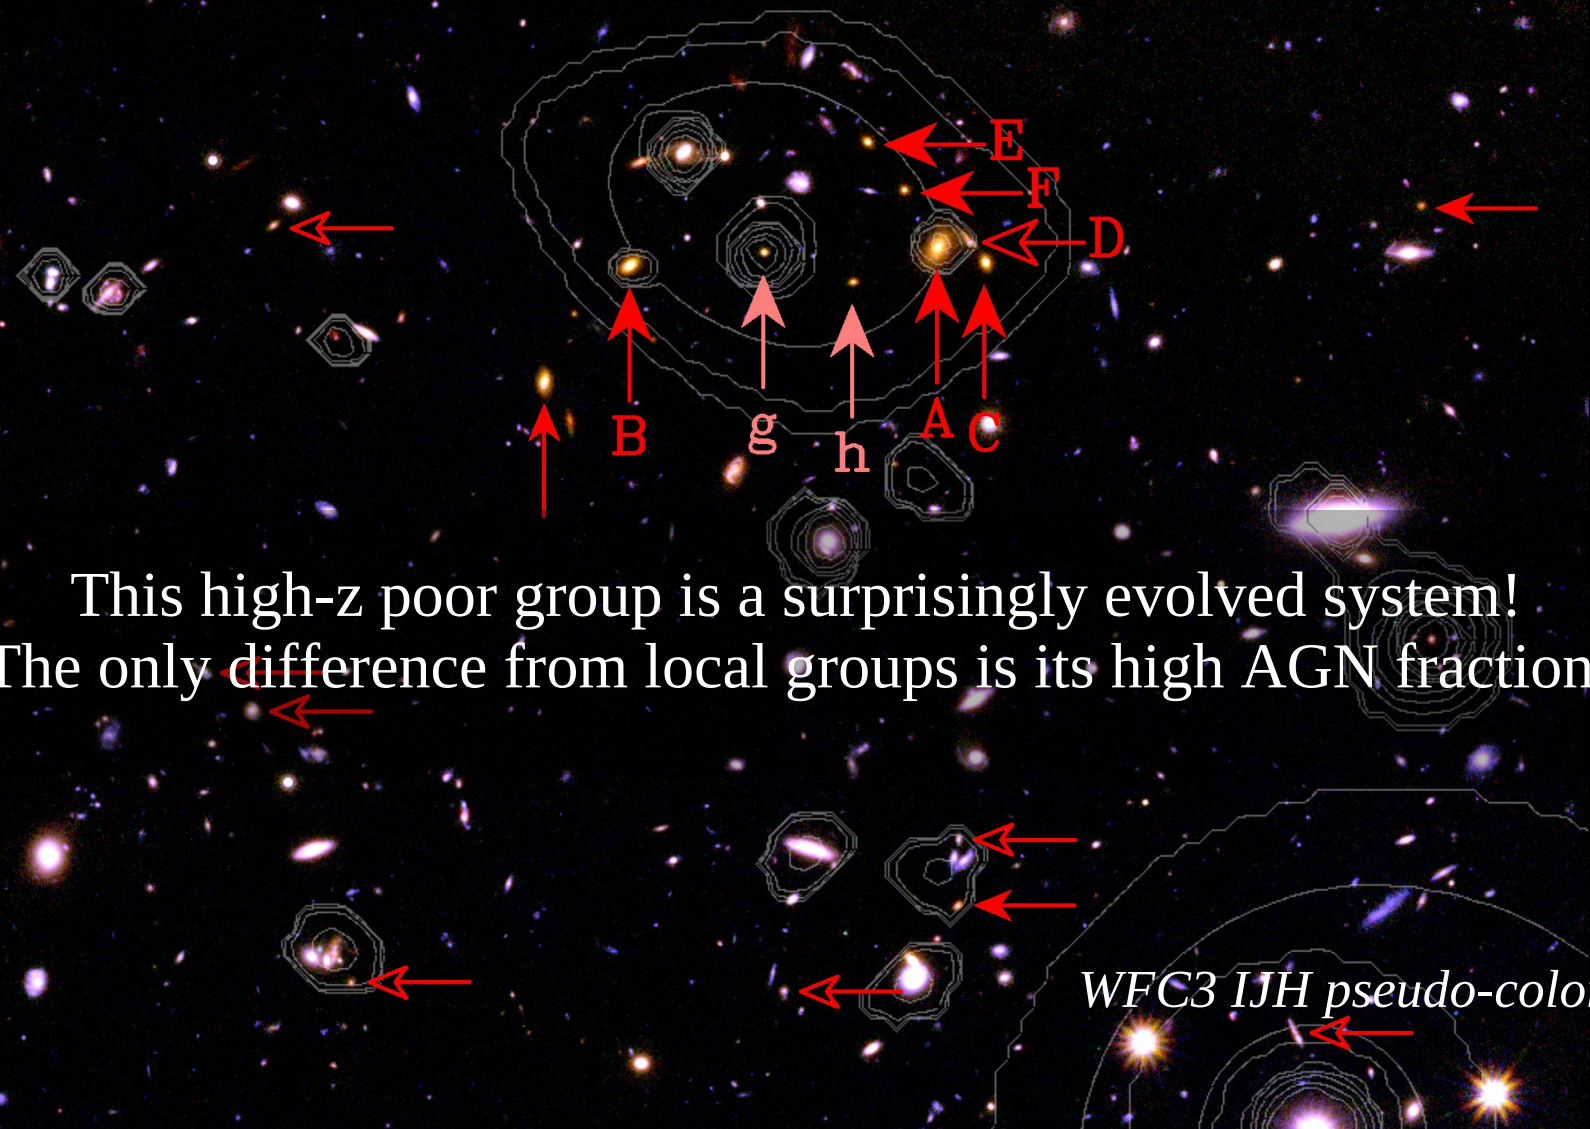 E
F
D
B
g
h
A
C
This high-z poor group is a surprisingly evolved system!
The only difference from local groups is its high AGN fraction
WFC3 IJH pseudo-color